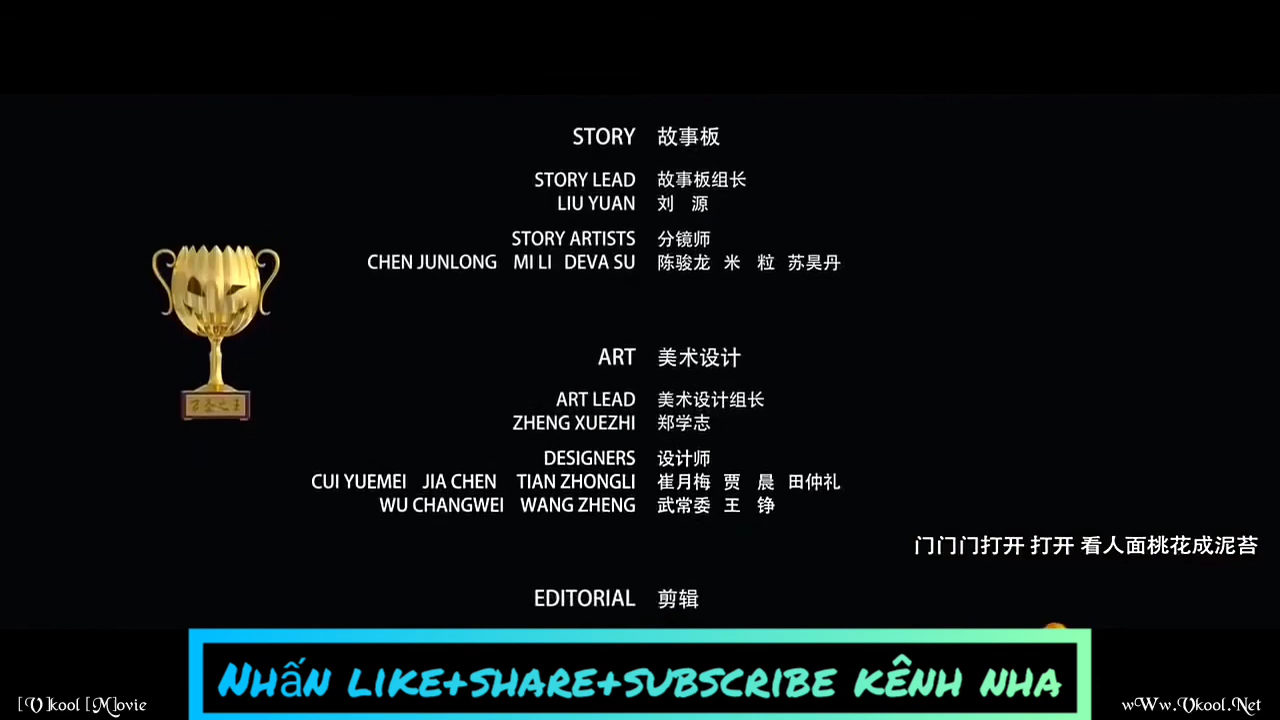 STORY 故事板
STORY LEAD 故事板组长
LIU YUAN 刘 源
STORY ARTISTS 分镜师
CHEN JUNLONG MI LI DEVA SU 陈骏龙 米 粒 苏昊丹
ART 美术设计
ART LEAD 美术设计组长
ZHENG XUEZHI 郑学志
DESIGNERS 设计师
CUI YUEMEI JIA CHEN TIAN ZHONGLI 崔月梅 贾 晨 田仲礼
WU CHANGWEI WANG ZHENG 武常委 王 铮
门门门打开 打开 看人面桃花成泥苔
EDITORIAL 剪辑
NHẤN LIKE+SHARE+SUBSCRIBE KÊNH NHA
[V]kool [M]ovie
wWw.Vkool.Net